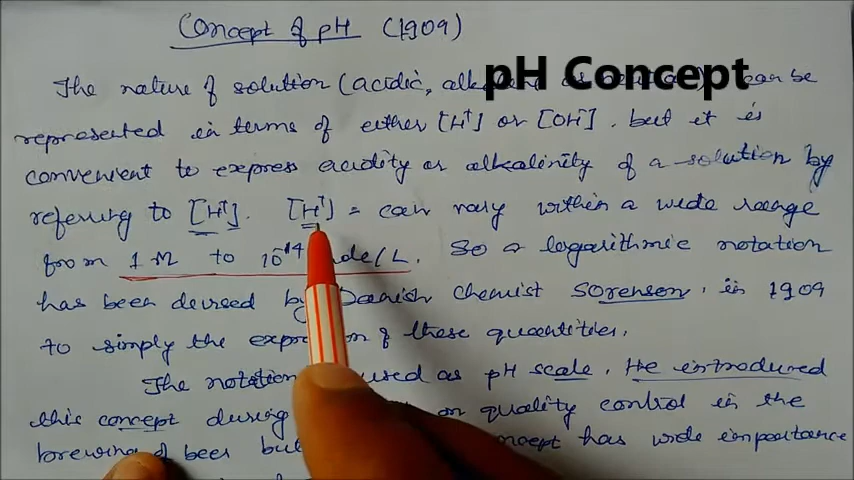 Concept of pH (1909)
pH Concept
The nature of solution (acidic, can be
represented in terms of either [H⁺] or [OH⁻], but it is
convenient to express acidity or alkalinity of a solution by
referring to [H⁺]. [H⁺] = can vary within a wide range
from 1 M to 10⁻¹⁴ L. So a logarithmic notation
has been devised by Danish chemist SOrenson, in 1909
to simply the of these quantities.
The notation used as pH scale. He introduced
this concept during on quality control in the
brewing of beer has wide importance